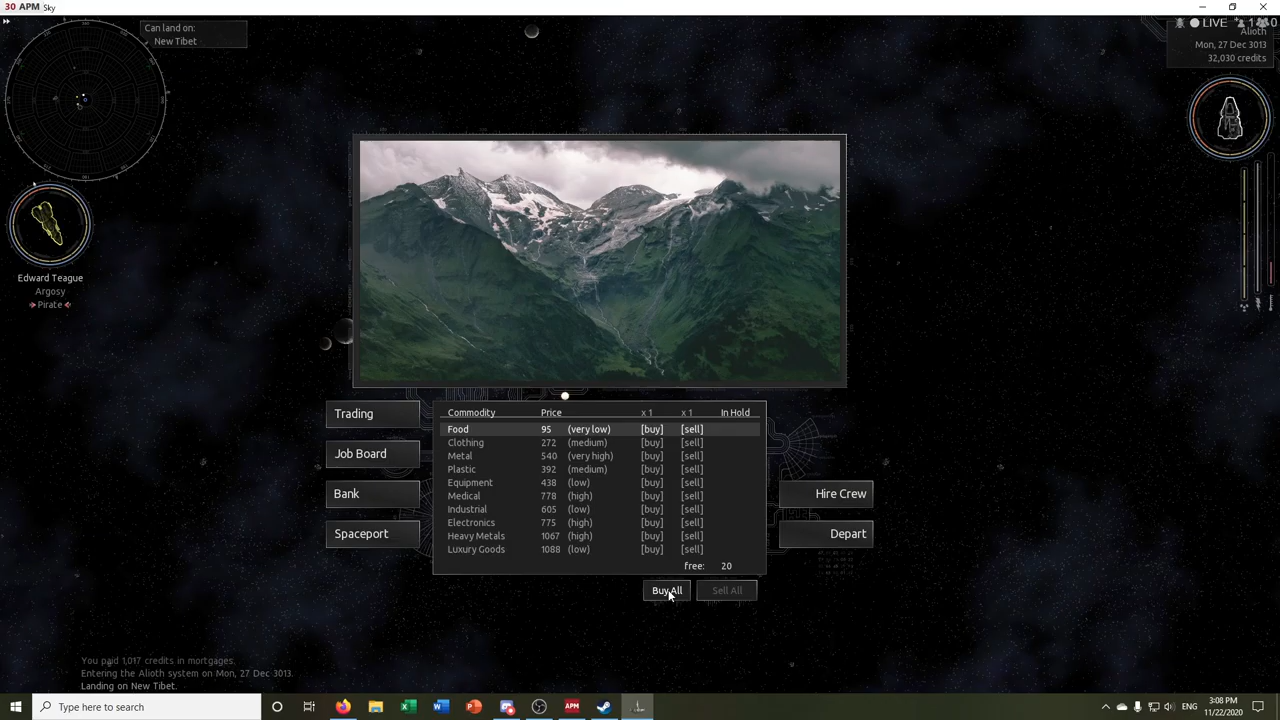 30 APM Sky
Can land on:
New Tibet
LIVE
Alioth
Mon, 27 Dec 3013
32,030 credits
Edward Teague
Argosy
Pirate
Trading
Job Board
Bank
Spaceport
Commodity Price x 1 x 1 In Hold
Food 95 (very low) [buy] [sell]
Clothing 272 (medium) [buy] [sell]
Metal 540 (very high) [buy] [sell]
Plastic 392 (medium) [buy] [sell]
Equipment 438 (low) [buy] [sell]
Medical 778 (high) [buy] [sell]
Industrial 605 (low) [buy] [sell]
Electronics 775 (high) [buy] [sell]
Heavy Metals 1067 (high) [buy] [sell]
Luxury Goods 1088 (low) [buy] [sell]
free: 20
Buy All Sell All
Hire Crew
Depart
You paid 1,017 credits in mortgages.
Entering the Alioth system on Mon, 27 Dec 3013.
Landing on New Tibet.
Type here to search
APM
ENG
3:08 PM
11/22/2020